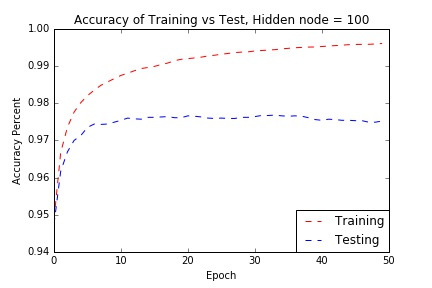 Accuracy of Training vs Test, Hidden node = 100
1.00
0.99
0.98
0.97
0.96
0.95
0.94
Accuracy Percent
0 10 20 30 40 50
Epoch
Training
Testing